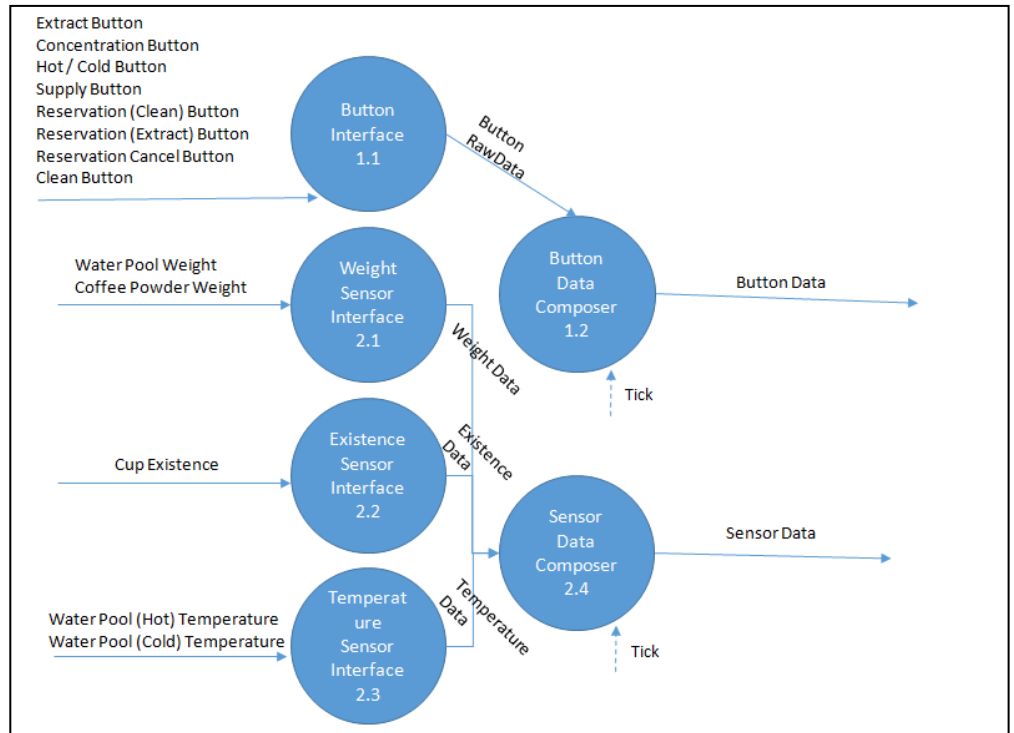 Extract Button
Concentration Button
Hot / Cold Button
Supply Button
Reservation (Clean) Button
Reservation (Extract) Button
Reservation Cancel Button
Clean Button
Button
Interface
1.1
Button
RawData
Water Pool Weight
Coffee Powder Weight
Weight
Sensor
Interface
2.1
Button
Data
Composer
1.2
Button Data
Weight Data
Tick
Cup Existence
Existence
Sensor
Interface
2.2
Existence
Data
Sensor
Data
Composer
2.4
Sensor Data
Water Pool (Hot) Temperature
Water Pool (Cold) Temperature
Temperat
ure
Sensor
Interface
2.3
Temperature
Data
Tick